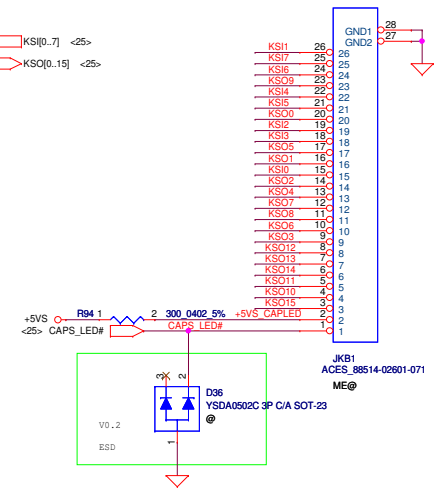 KSI[0..7] <25>
KSO[0..15] <25>
GND1 28
GND2 27
KSI1 26 26
KSI7 25 25
KSI6 24 24
KSO9 23 23
KSI4 22 22
KSI5 21 21
KSO0 20 20
KSI2 19 19
KSI3 18 18
KSO5 17 17
KSO1 16 16
KSI0 15 15
KSO2 14 14
KSO4 13 13
KSO7 12 12
KSO8 11 11
KSO6 10 10
KSO3 9 9
KSO12 8 8
KSO13 7 7
KSO14 6 6
KSO11 5 5
KSO10 4 4
KSO15 3 3
+5VS R94 1 2 300_0402_5% +5VS_CAPLED 2 2
<25> CAPS_LED# CAPS_LED# 1 1
JKB1
ACES_88514-02601-071
ME@
3 2
D36
YSDA0502C 3P C/A SOT-23
@
V0.2
1
ESD